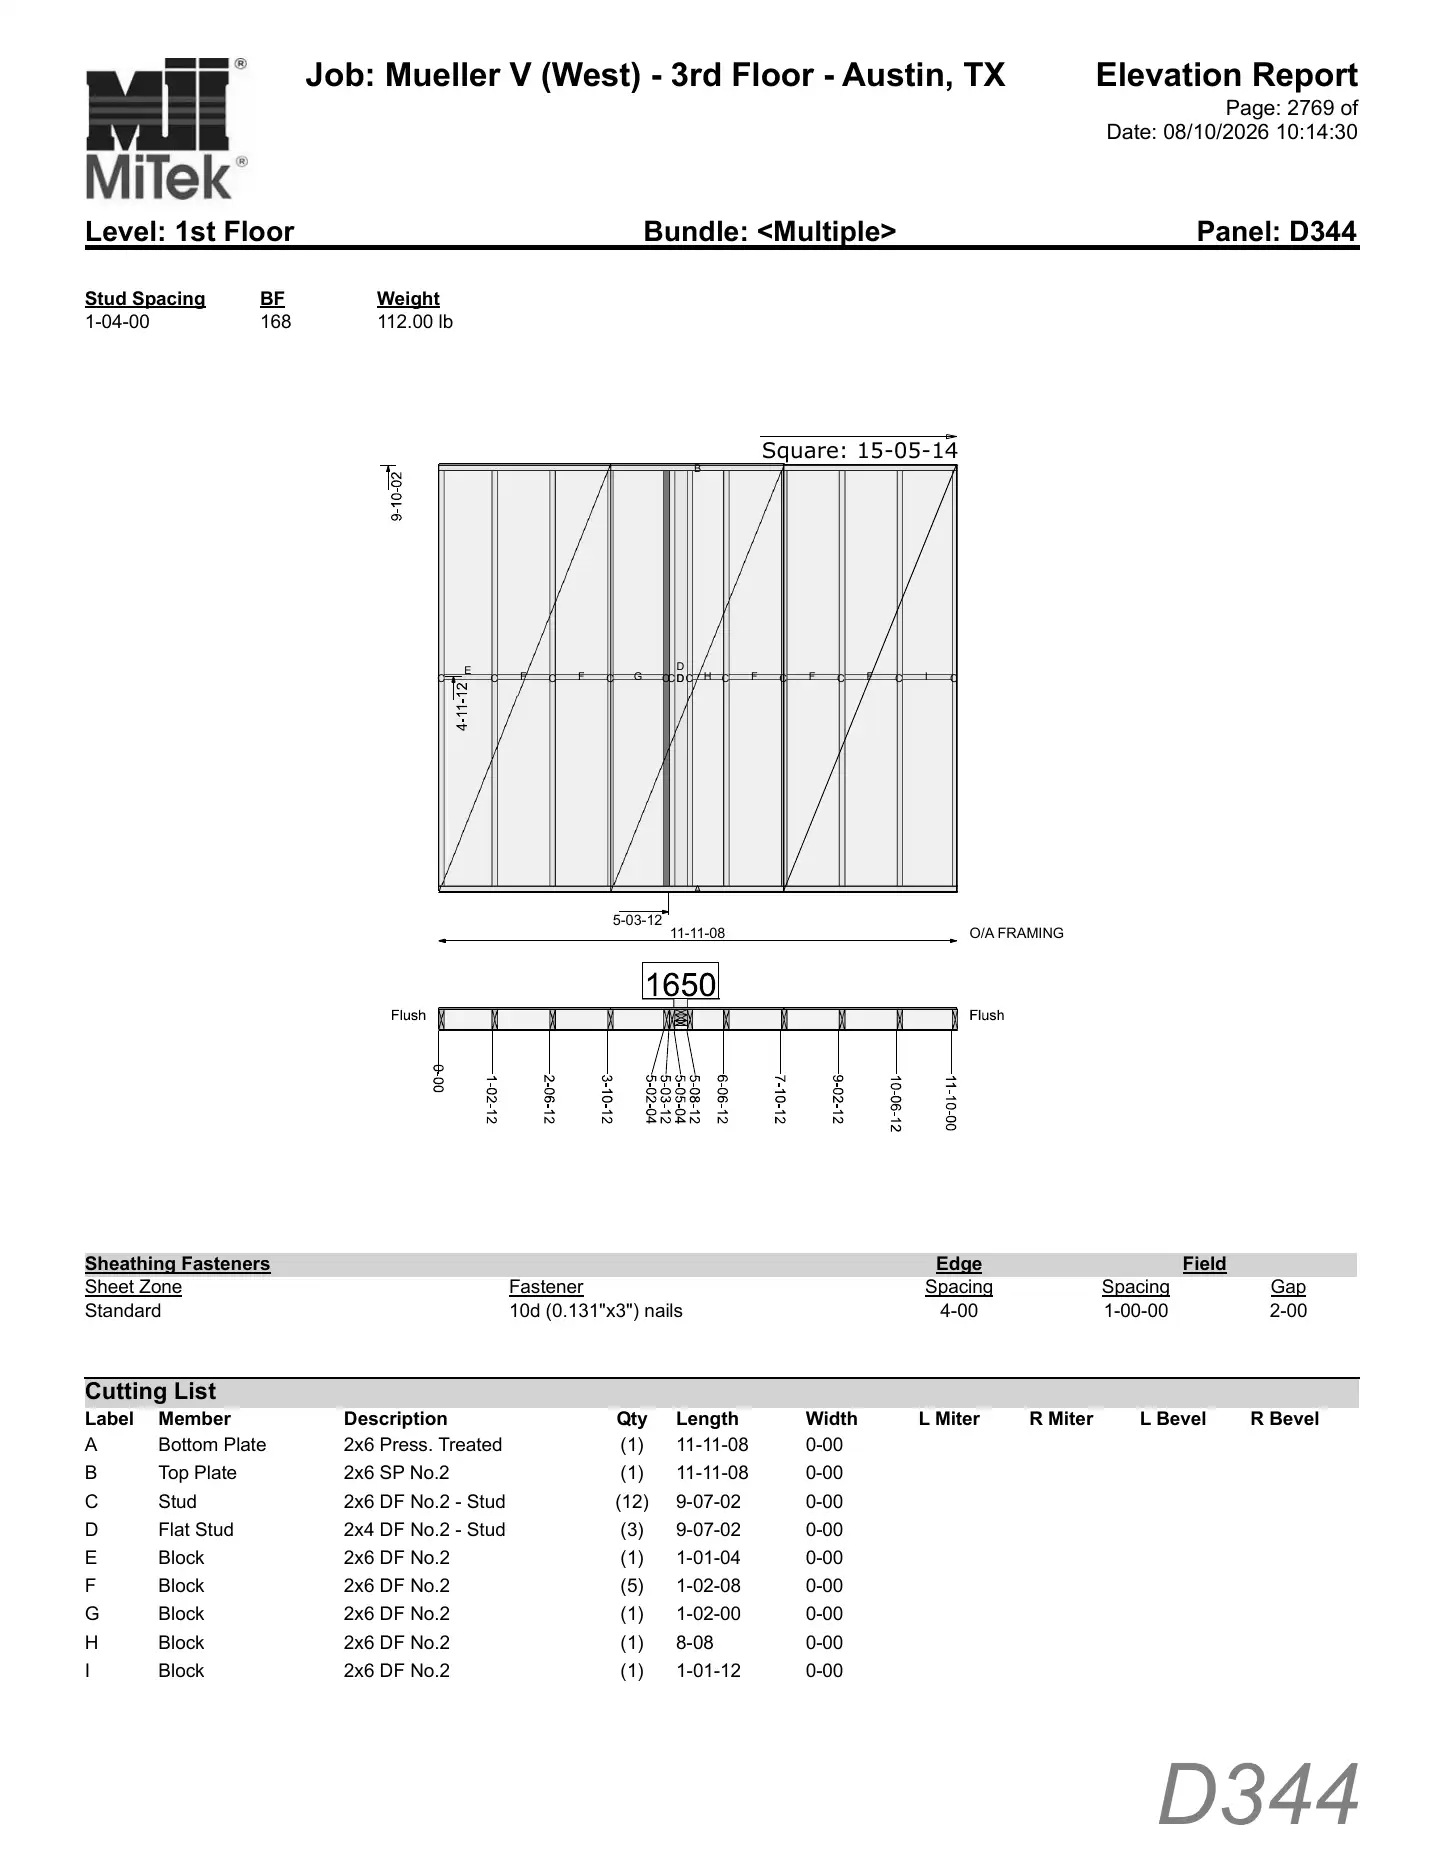 Job: Mueller V (West) - 3rd Floor - Austin, TX
Elevation Report
Page: 2769 of
Date: 08/10/2026 10:14:30
MiTek®
Level: 1st Floor Bundle: <Multiple> Panel: D344
Stud Spacing BF Weight
1-04-00 168 112.00 lb
Square: 15-05-14
B
9-10-02
D
E F F G C C D C H F F F I
4-11-12
A
5-03-12
11-11-08 O/A FRAMING
1650
Flush Flush
0-00 1-02-12 2-06-12 3-10-12 5-02-04 5-03-12 5-05-04 5-08-12 6-06-12 7-10-12 9-02-12 10-06-12 11-10-00
Sheathing Fasteners Edge Field
Sheet Zone Fastener Spacing Spacing Gap
Standard 10d (0.131"x3") nails 4-00 1-00-00 2-00
Cutting List
Label Member Description Qty Length Width L Miter R Miter L Bevel R Bevel
A Bottom Plate 2x6 Press. Treated (1) 11-11-08 0-00
B Top Plate 2x6 SP No.2 (1) 11-11-08 0-00
C Stud 2x6 DF No.2 - Stud (12) 9-07-02 0-00
D Flat Stud 2x4 DF No.2 - Stud (3) 9-07-02 0-00
E Block 2x6 DF No.2 (1) 1-01-04 0-00
F Block 2x6 DF No.2 (5) 1-02-08 0-00
G Block 2x6 DF No.2 (1) 1-02-00 0-00
H Block 2x6 DF No.2 (1) 8-08 0-00
I Block 2x6 DF No.2 (1) 1-01-12 0-00
D344